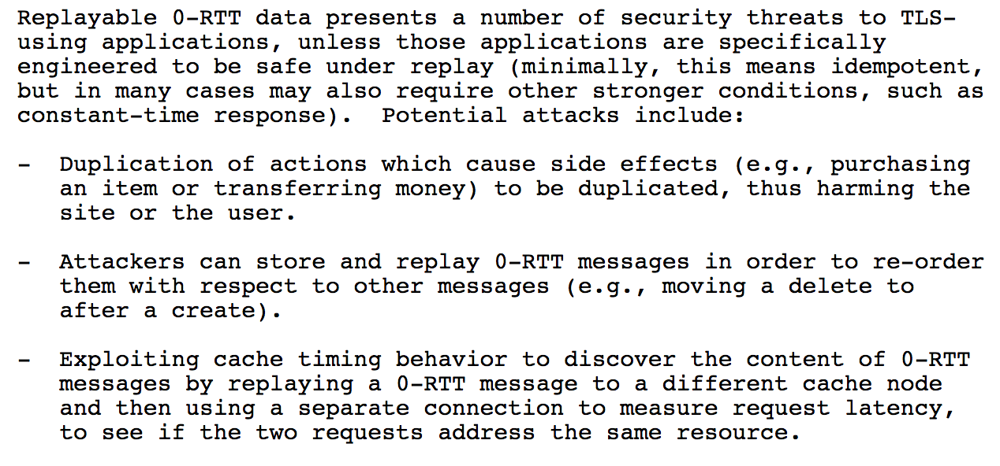 Replayable 0-RTT data presents a number of security threats to TLS-
using applications, unless those applications are specifically
engineered to be safe under replay (minimally, this means idempotent,
but in many cases may also require other stronger conditions, such as
constant-time response).  Potential attacks include:
-  Duplication of actions which cause side effects (e.g., purchasing
an item or transferring money) to be duplicated, thus harming the
site or the user.
-  Attackers can store and replay 0-RTT messages in order to re-order
them with respect to other messages (e.g., moving a delete to
after a create).
-  Exploiting cache timing behavior to discover the content of 0-RTT
messages by replaying a 0-RTT message to a different cache node
and then using a separate connection to measure request latency,
to see if the two requests address the same resource.